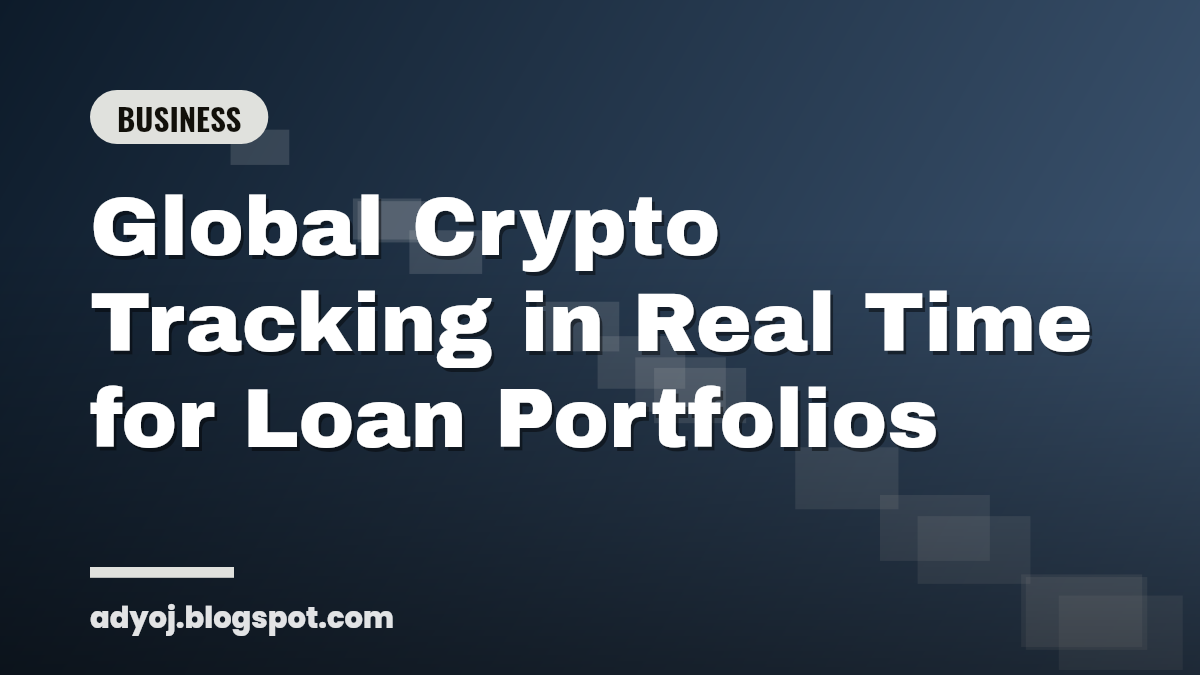 BUSINESS
Global Crypto
Tracking in Real Time
for Loan Portfolios
adyoj.blogspot.com